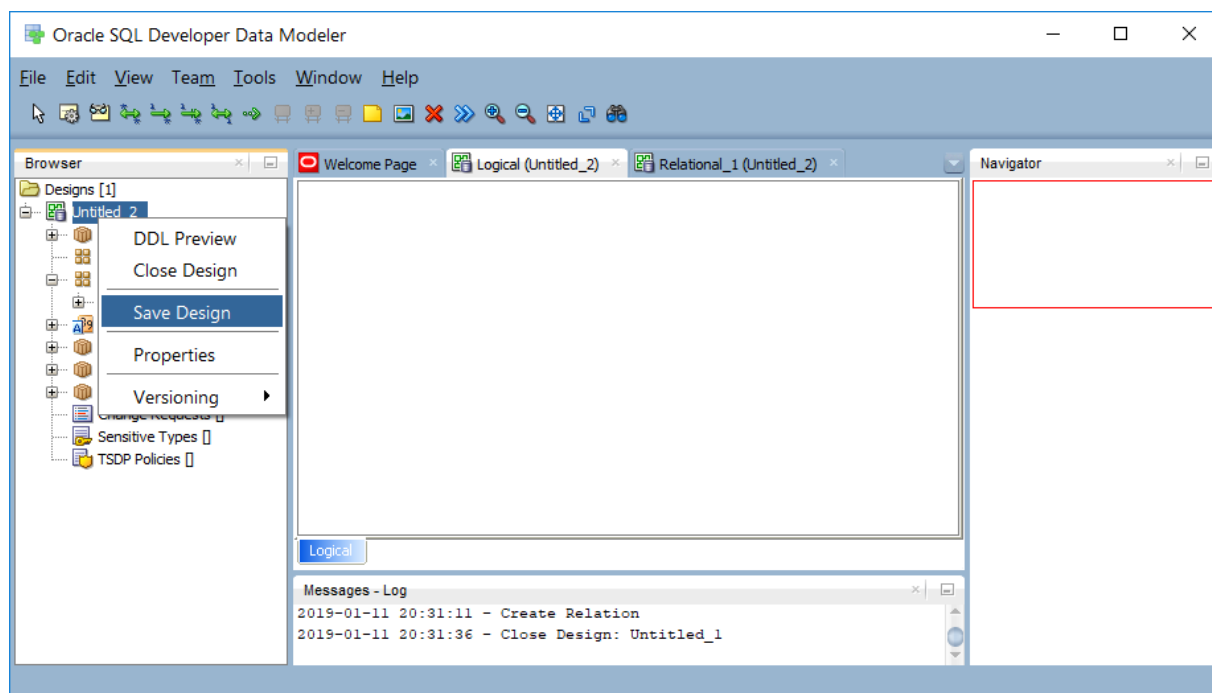 Oracle SQL Developer Data Modeler
File Edit View Team Tools Window Help
Browser
Welcome Page
Logical (Untitled_2)
Relational_1 (Untitled_2)
Navigator
Designs [1]
Untitled_2
DDL Preview
Close Design
Save Design
Properties
Versioning
Change Requests []
Sensitive Types []
TSDP Policies []
Logical
Messages - Log
2019-01-11 20:31:11 - Create Relation
2019-01-11 20:31:36 - Close Design: Untitled_1